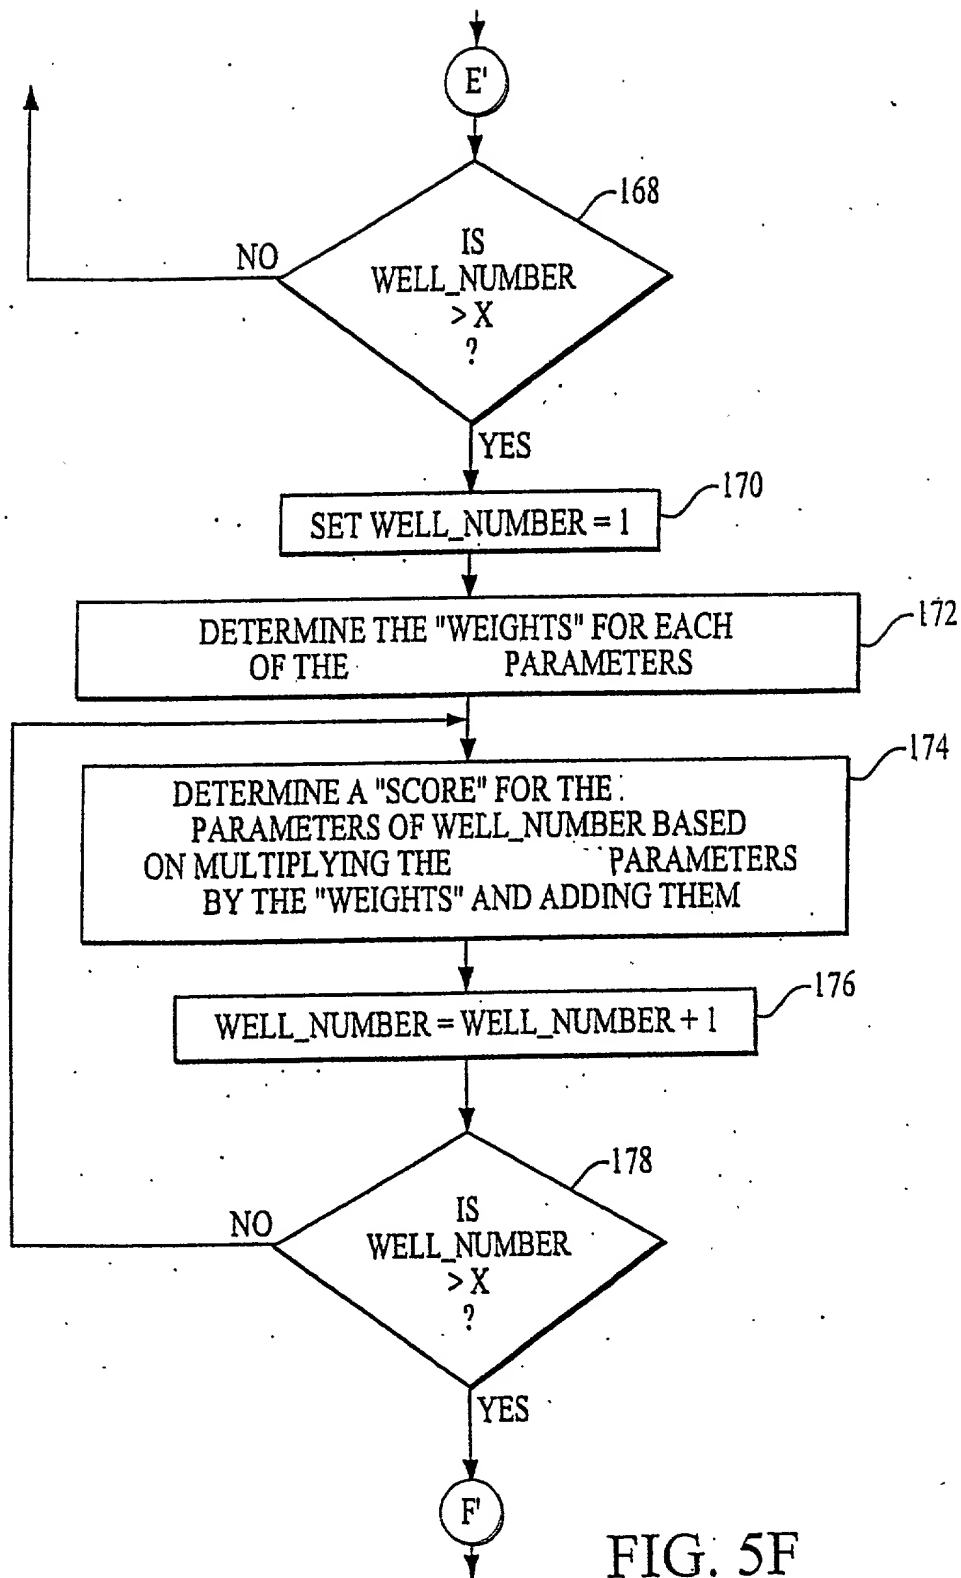 E'
168
IS
WELL_NUMBER
> X
?
NO
YES
170
SET WELL_NUMBER = 1
172
DETERMINE THE "WEIGHTS" FOR EACH
OF THE PARAMETERS
174
DETERMINE A "SCORE" FOR THE
PARAMETERS OF WELL_NUMBER BASED
ON MULTIPLYING THE PARAMETERS
BY THE "WEIGHTS" AND ADDING THEM
176
WELL_NUMBER = WELL_NUMBER + 1
178
IS
WELL_NUMBER
> X
?
NO
YES
F'
FIG. 5F